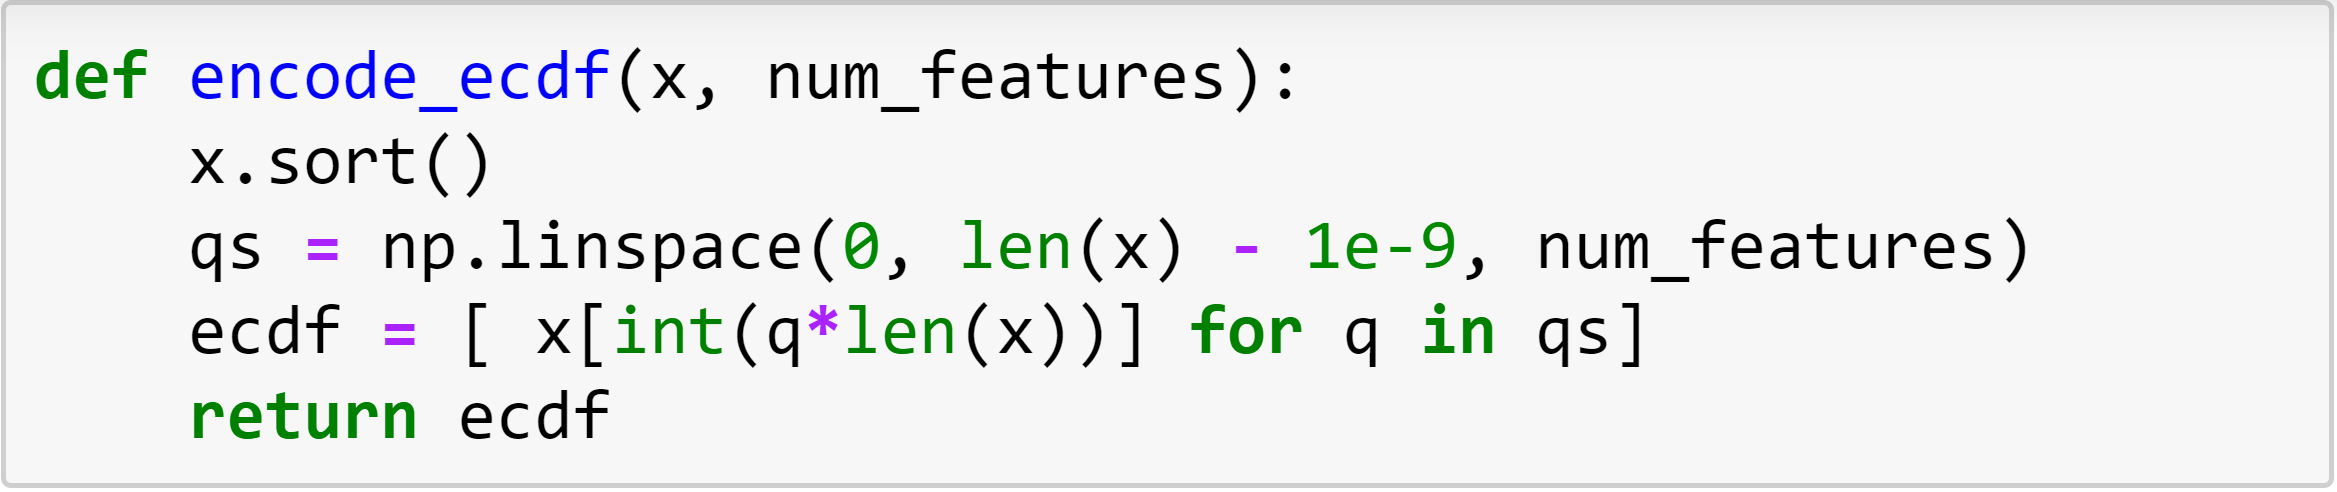 def encode_ecdf(x, num_features):
    x.sort()
    qs = np.linspace(0, len(x) - 1e-9, num_features)
    ecdf = [ x[int(q*len(x))] for q in qs]
    return ecdf